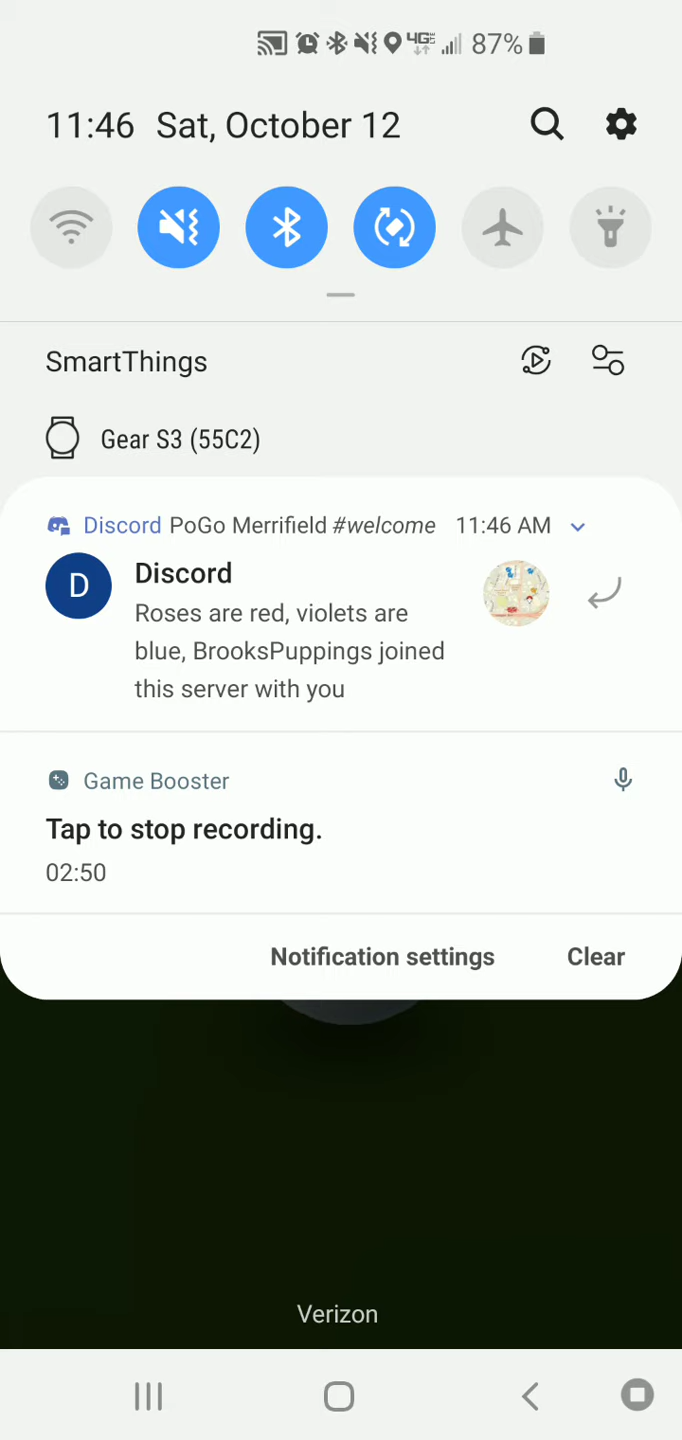 4GE 87%
11:46 Sat, October 12
SmartThings
Gear S3 (55C2)
Discord PoGo Merrifield #welcome 11:46 AM
D
Discord
Roses are red, violets are
blue, BrooksPuppings joined
this server with you
Game Booster
Tap to stop recording.
02:50
Notification settings Clear
Verizon